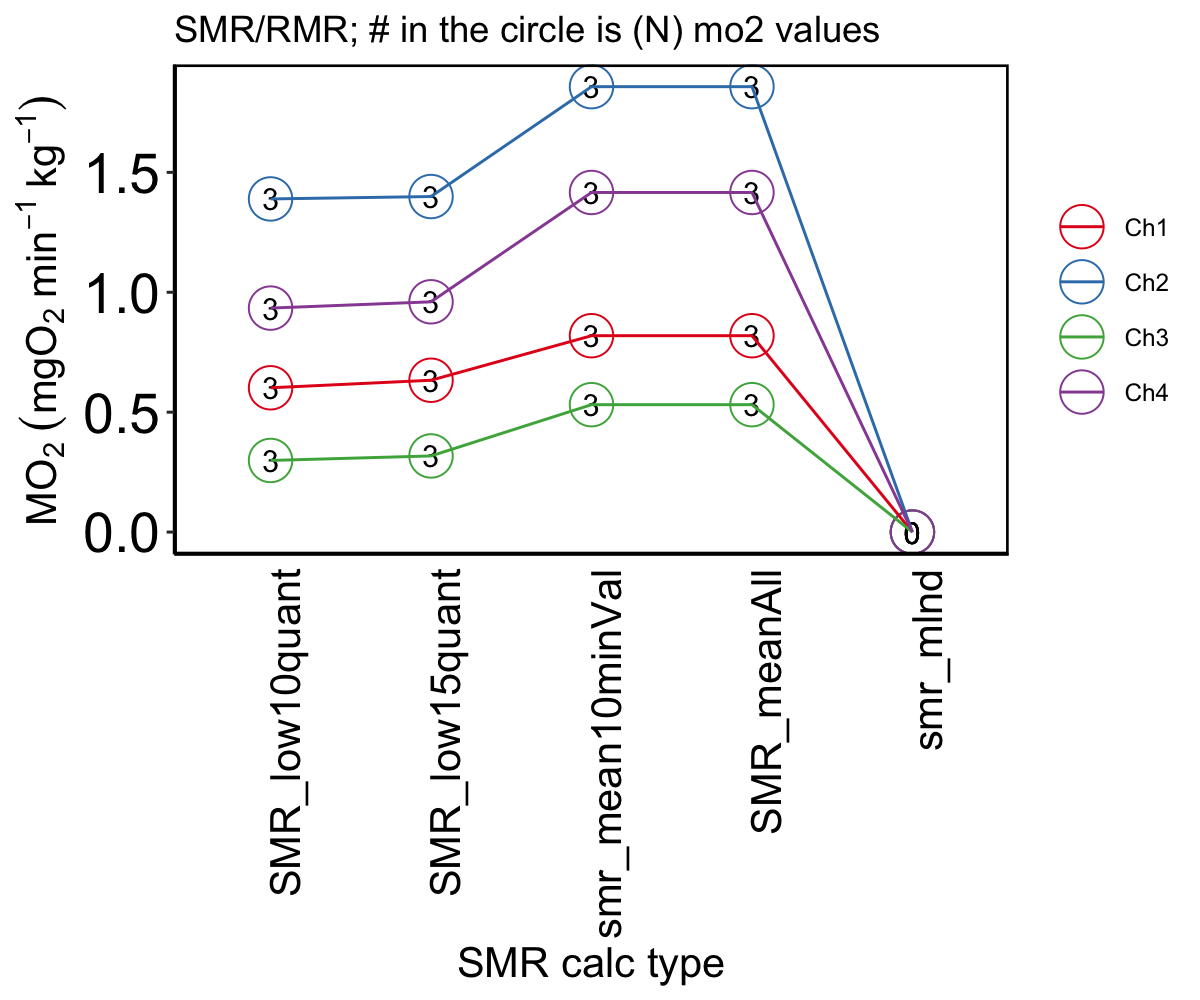 SMR/RMR; # in the circle is (N) mo2 values
MO₂ (mgO₂ min⁻¹ kg⁻¹)
1.5
1.0
0.5
0.0
3 3 3 3
3 3 3 3
3 3 3 3
3 3 3 3
0
Ch1
Ch2
Ch3
Ch4
SMR_low10quant
SMR_low15quant
smr_mean10minVal
SMR_meanAll
smr_mlnd
SMR calc type